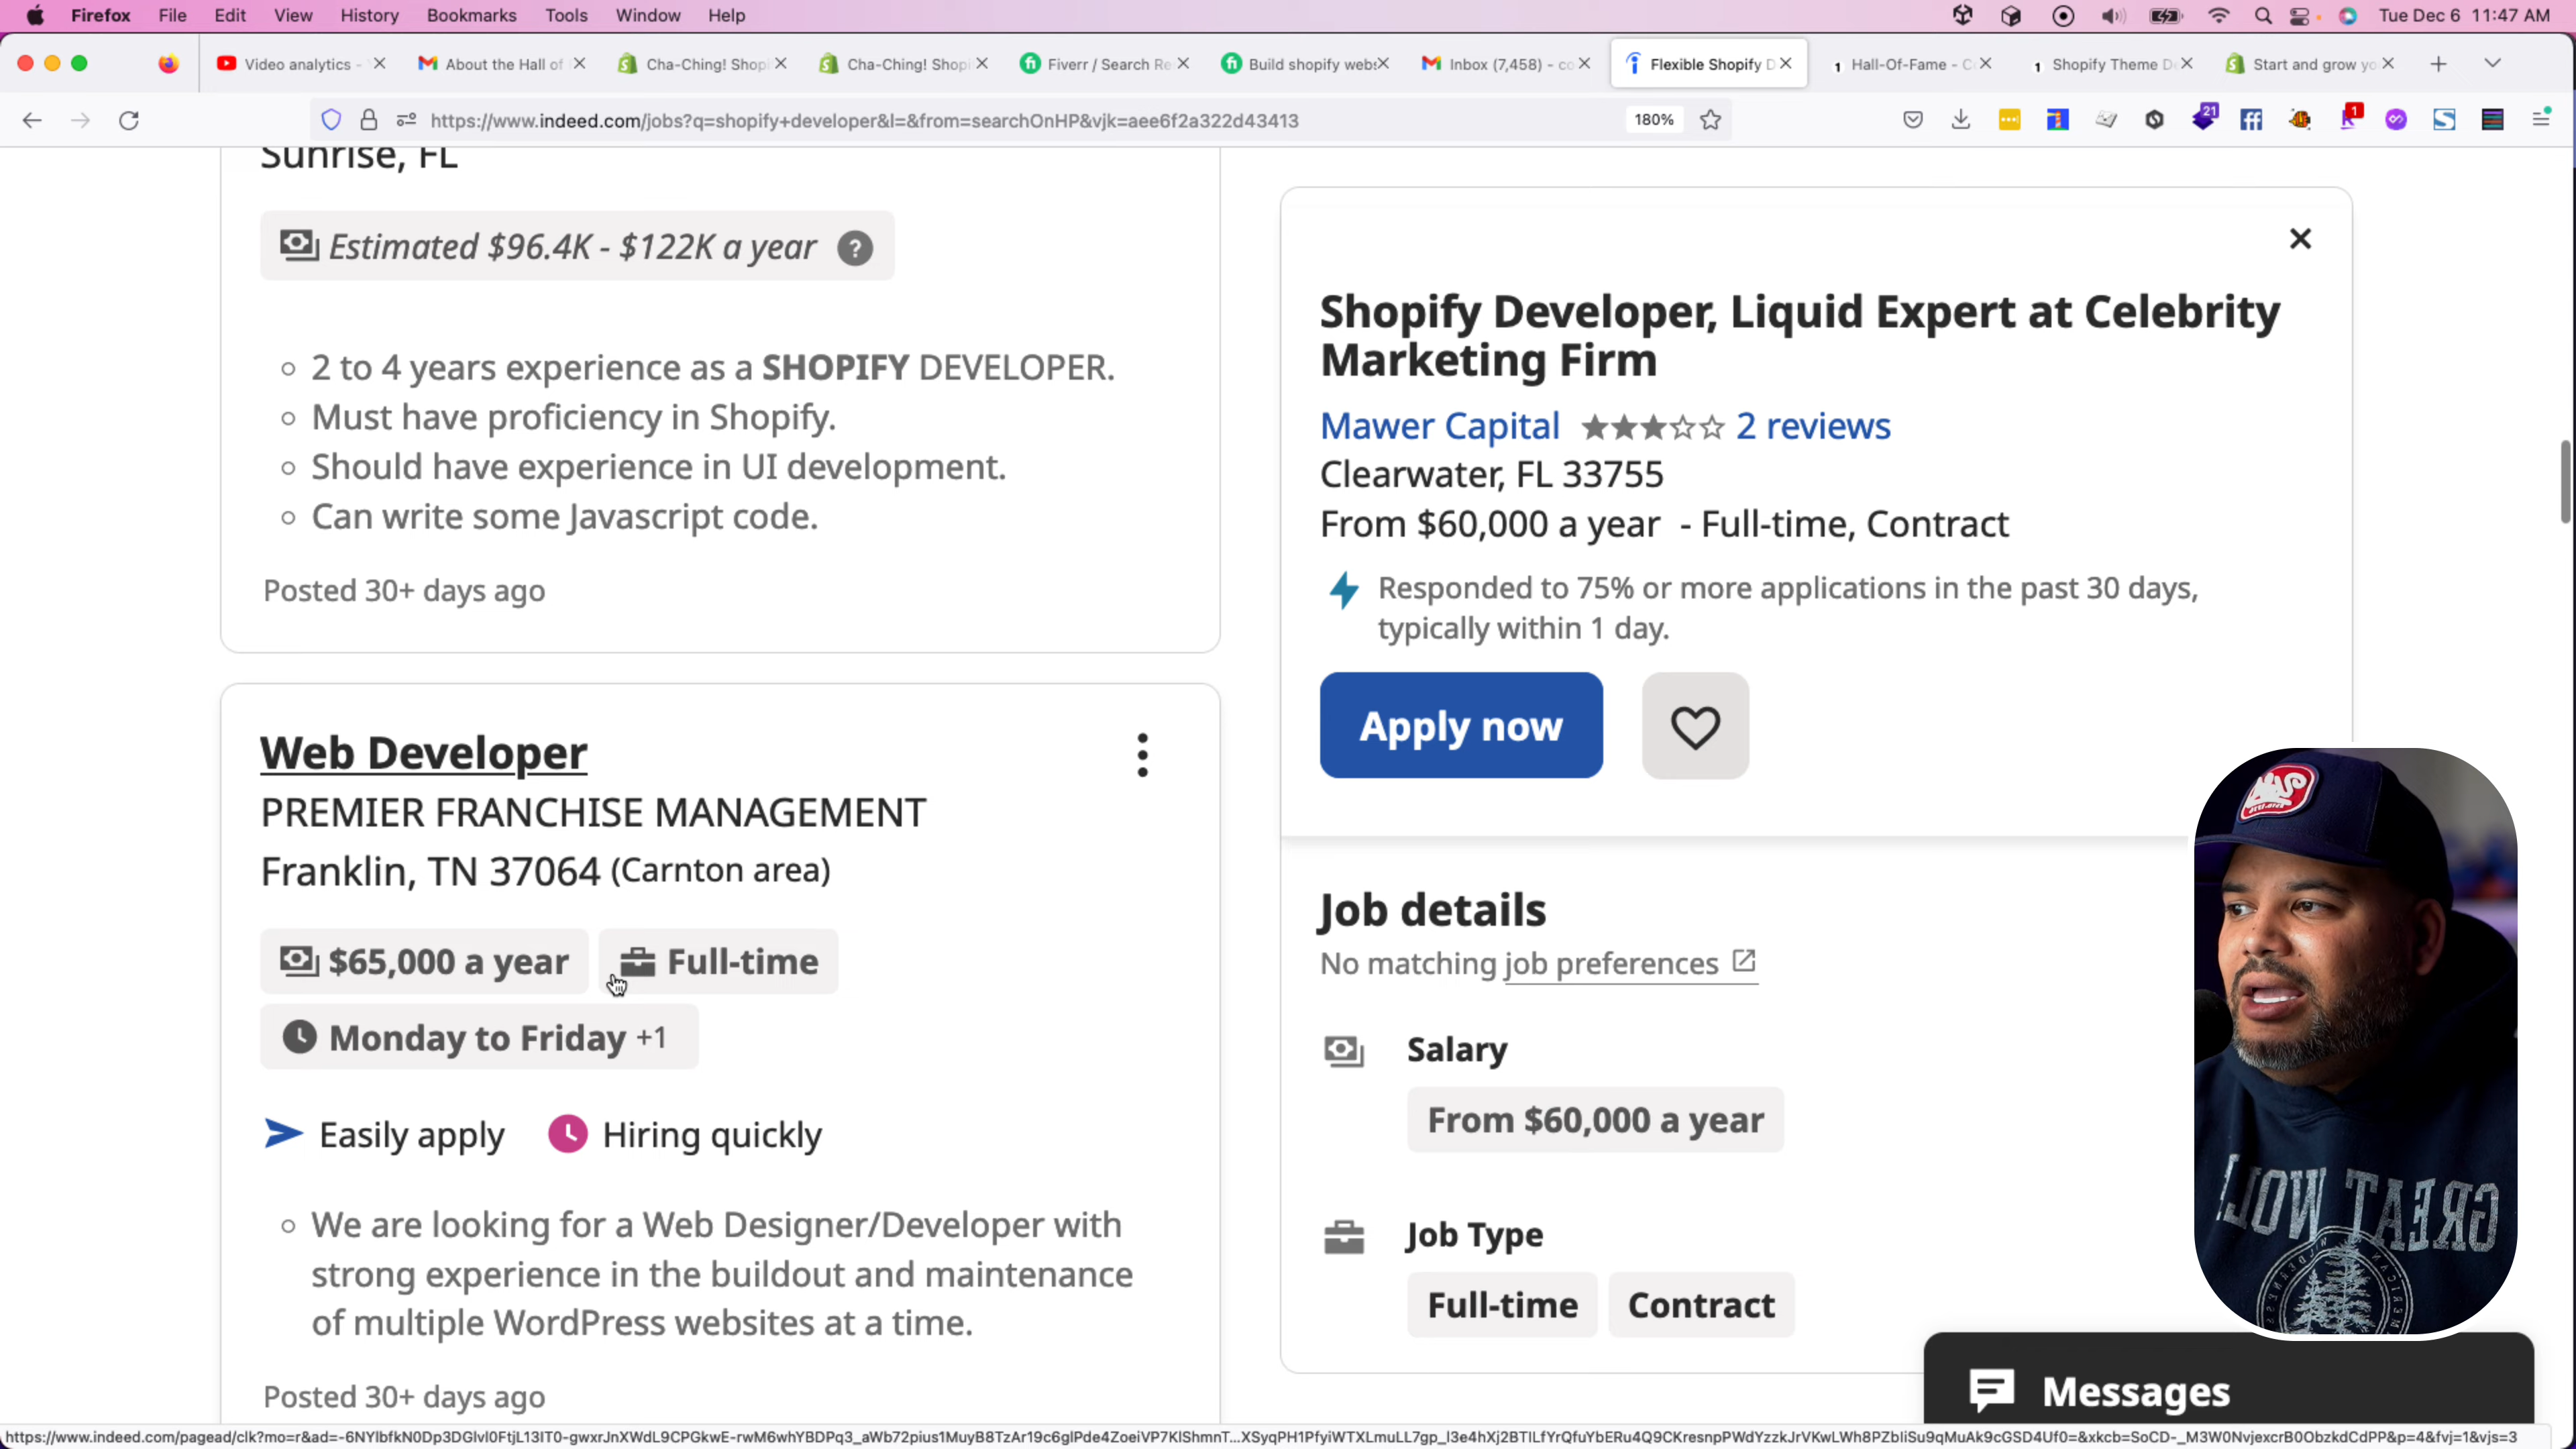 Firefox File Edit View History Bookmarks Tools Window Help Tue Dec 6 11:47 AM
Video analytics - About the Hall of Cha-Ching! Shopi Cha-Ching! Shopi Fiverr / Search Re Build shopify webs Inbox (7,458) - co Flexible Shopify D Hall-Of-Fame - C Shopify Theme De Start and grow yo
https://www.indeed.com/jobs?q=shopify+developer&l=&from=searchOnHP&vjk=aee6f2a322d43413 180% 21 1
Sunrise, FL
Estimated $96.4K - $122K a year ?
2 to 4 years experience as a SHOPIFY DEVELOPER.
Must have proficiency in Shopify.
Should have experience in UI development.
Can write some Javascript code.
Posted 30+ days ago
Web Developer
PREMIER FRANCHISE MANAGEMENT
Franklin, TN 37064 (Carnton area)
$65,000 a year Full-time
Monday to Friday +1
Easily apply Hiring quickly
We are looking for a Web Designer/Developer with
strong experience in the buildout and maintenance
of multiple WordPress websites at a time.
Posted 30+ days ago
Shopify Developer, Liquid Expert at Celebrity
Marketing Firm
Mawer Capital 2 reviews
Clearwater, FL 33755
From $60,000 a year - Full-time, Contract
Responded to 75% or more applications in the past 30 days,
typically within 1 day.
Apply now
Job details
No matching job preferences
Salary
From $60,000 a year
Job Type
Full-time Contract
GREAT WOLF
Messages